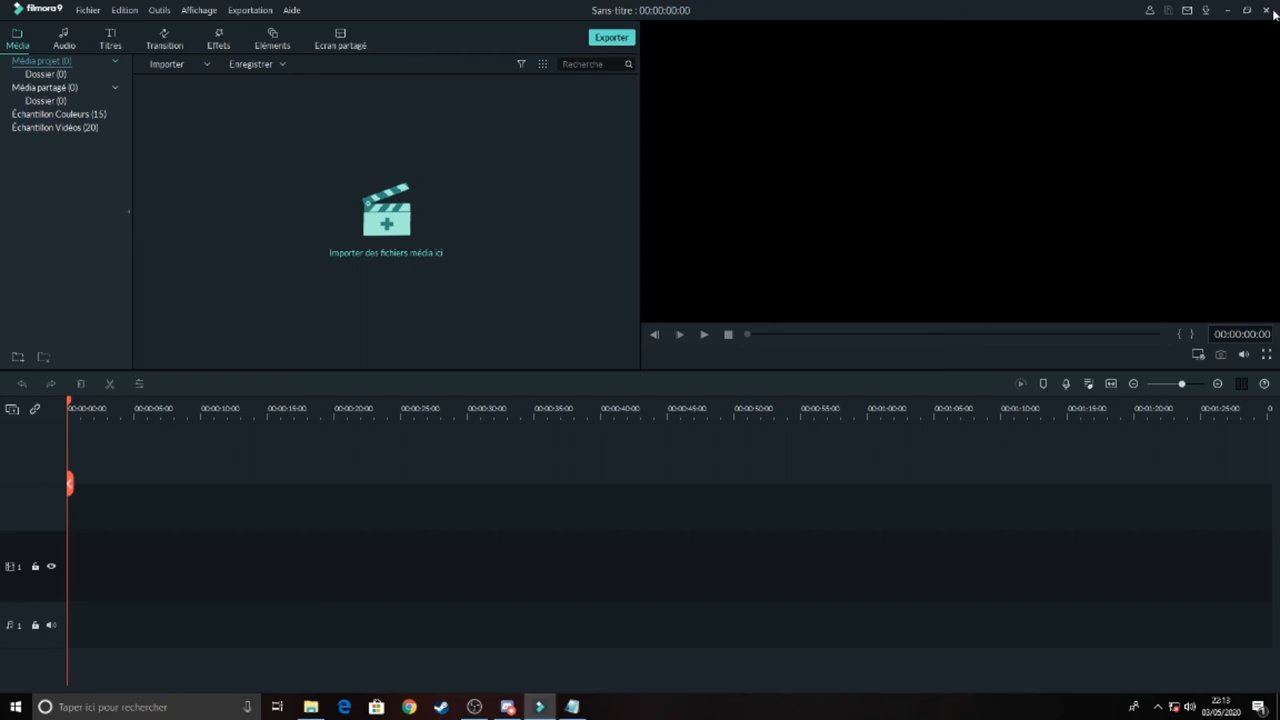 filmora9 Fichier Edition Outils Affichage Exportation Aide Sans-titre : 00:00:00:00
Média Audio Titres Transition Effets Eléments Ecran partagé Exporter
Média projet (0) Importer Enregistrer Recherche
Dossier (0)
Média partagé (0)
Dossier (0)
Échantillon Couleurs (15)
Échantillon Vidéos (20)
Importer des fichiers média ici
00:00:00:00
00:00:00:00 00:00:05:00 00:00:10:00 00:00:15:00 00:00:20:00 00:00:25:00 00:00:30:00 00:00:35:00 00:00:40:00 00:00:45:00 00:00:50:00 00:00:55:00 00:01:00:00 00:01:05:00 00:01:10:00 00:01:15:00 00:01:20:00 00:01:25:00 0
1
1
Taper ici pour rechercher
22:13
03/05/2020
1